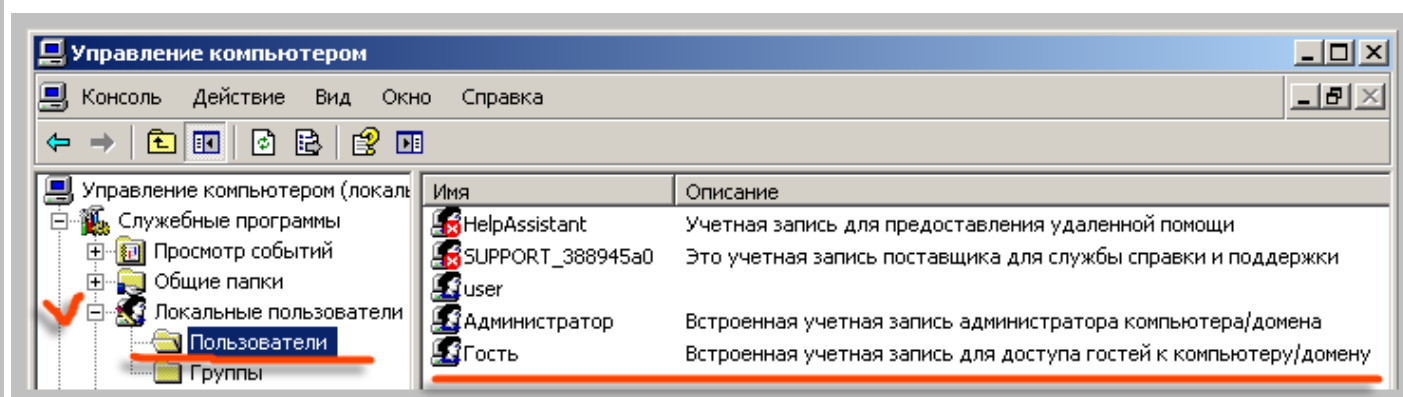 Управление компьютером
Консоль Действие Вид Окно Справка
Управление компьютером (локаль
Служебные программы
Просмотр событий
Общие папки
Локальные пользователи
Пользователи
Группы
Имя Описание
HelpAssistant Учетная запись для предоставления удаленной помощи
SUPPORT_388945a0 Это учетная запись поставщика для службы справки и поддержки
user
Администратор Встроенная учетная запись администратора компьютера/домена
Гость Встроенная учетная запись для доступа гостей к компьютеру/домену